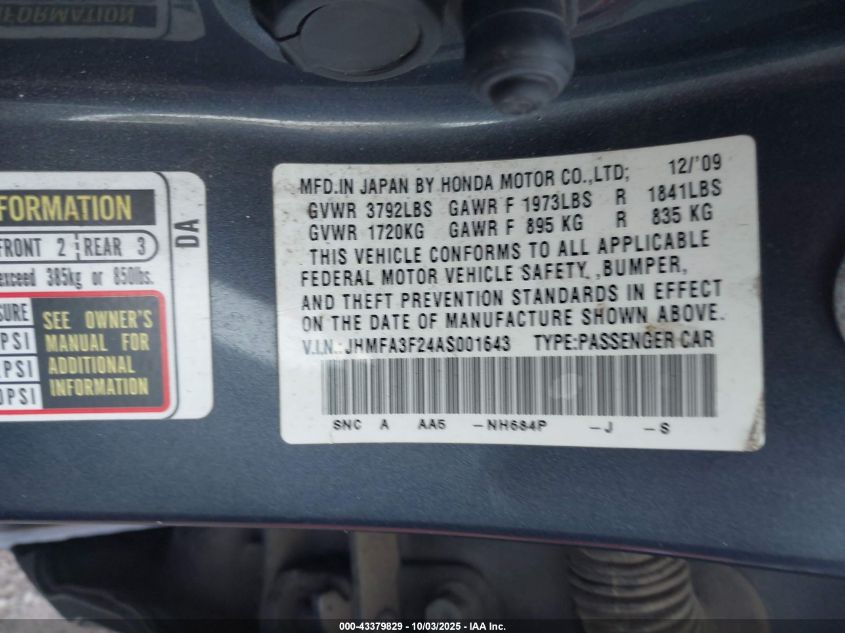 FORMATION
FORMATION
FRONT 2 REAR 3
exceed 385kg or 850lbs.
SURE
PSI
PSI
0PSI
SEE OWNER'S
MANUAL FOR
ADDITIONAL
INFORMATION
DA
MFD.IN JAPAN BY HONDA MOTOR CO.,LTD; 12/'09
GVWR 3792LBS GAWR F 1973LBS R 1841LBS
GVWR 1720KG GAWR F 895 KG R 835 KG
THIS VEHICLE CONFORMS TO ALL APPLICABLE
FEDERAL MOTOR VEHICLE SAFETY, ,BUMPER,
AND THEFT PREVENTION STANDARDS IN EFFECT
ON THE DATE OF MANUFACTURE SHOWN ABOVE.
V.I.N.: JHMFA3F24AS001643 TYPE:PASSENGER CAR
SNC A AA5 -NH684P -J -S
000-43379829 - 10/03/2025 - IAA Inc.